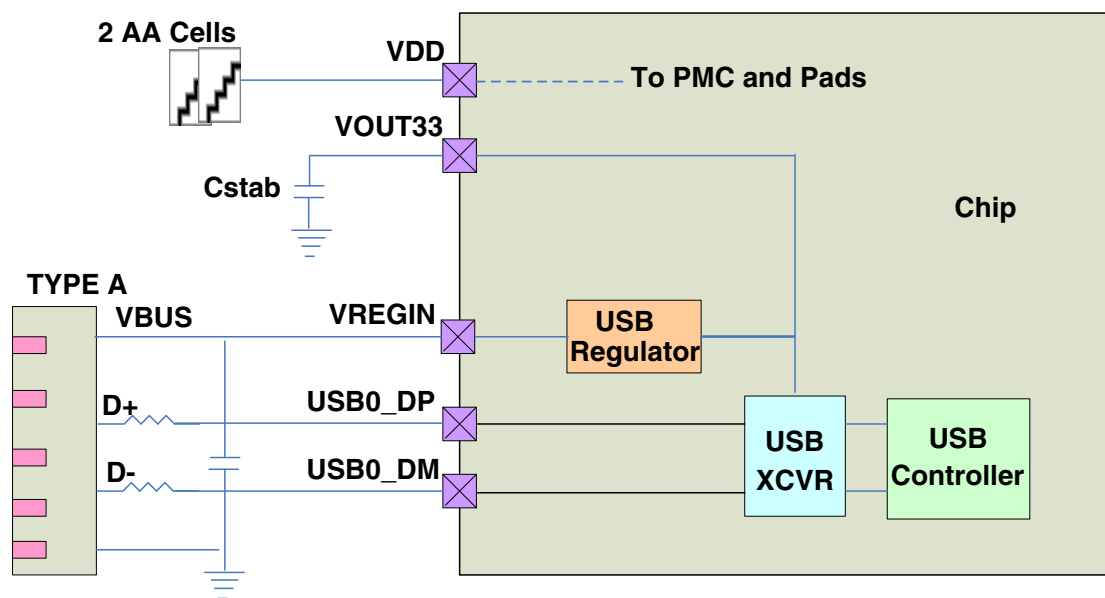 2 AA Cells
VDD
To PMC and Pads
VOUT33
Cstab
Chip
TYPE A
VBUS
VREGIN
USB
Regulator
D+
USB0_DP
D-
USB0_DM
USB
XCVR
USB
Controller